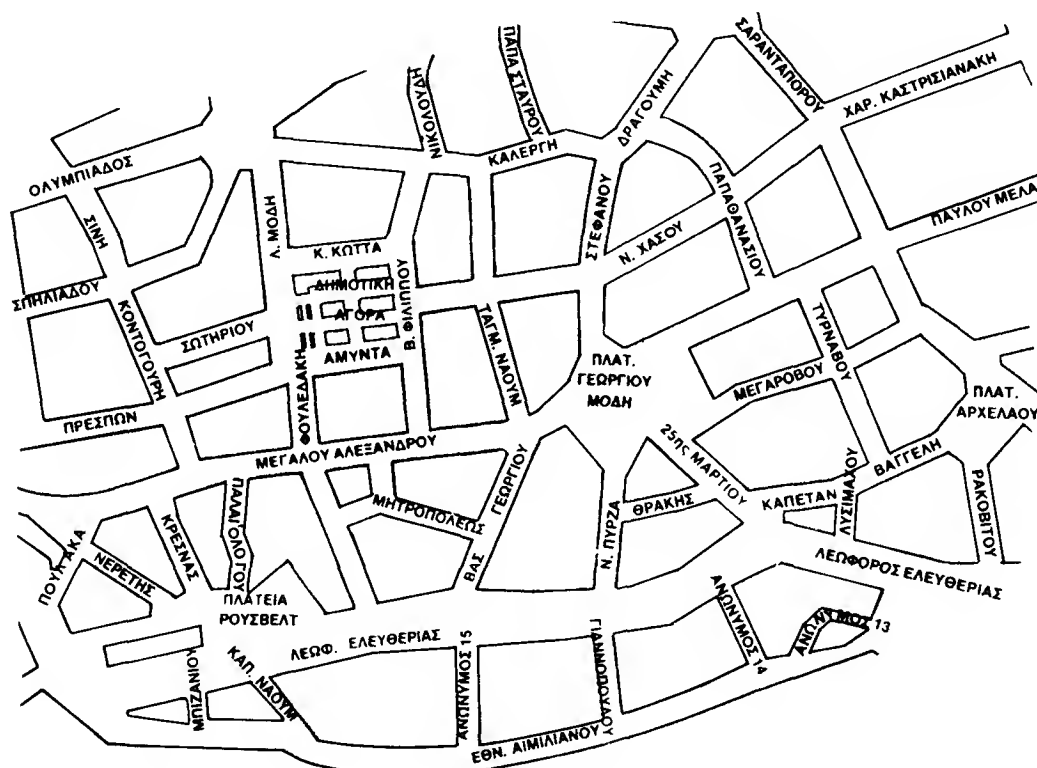 ΠΑΠΑ ΣΤΑΥΡΟΥ
ΣΑΡΑΝΤΑΠΟΡΟΥ
ΝΙΚΟΛΟΥΔΗ
ΔΡΑΓΟΥΜΗ
ΧΑΡ. ΚΑΣΤΡΙΣΙΑΝΑΚΗ
ΟΛΥΜΠΙΑΔΟΣ
ΚΑΛΕΡΓΗ
ΠΑΠΑΘΑΝΑΣΙΟΥ
ΠΑΥΛΟΥ ΜΕΛΑ
ΣΙΝΗ
Λ. ΜΟΔΗ
Κ. ΚΩΤΤΑ
ΣΤΕΦΑΝΟΥ
Ν. ΧΑΣΟΥ
ΣΠΗΛΙΑΔΟΥ
ΔΗΜΟΤΙΚΗ
ΑΓΟΡΑ
Β. ΦΙΛΙΠΠΟΥ
ΚΟΝΤΟΓΟΥΡΗ
ΣΩΤΗΡΙΟΥ
ΑΜΥΝΤΑ
ΤΑΓΜ. ΝΑΟΥΜ
ΤΥΡΝΑΒΟΥ
ΠΛΑΤ.
ΓΕΩΡΓΙΟΥ
ΜΟΔΗ
ΜΕΓΑΡΟΒΟΥ
ΠΛΑΤ.
ΑΡΧΕΛΑΟΥ
ΦΟΥΛΕΔΑΚΗ
ΠΡΕΣΠΩΝ
ΜΕΓΑΛΟΥ ΑΛΕΞΑΝΔΡΟΥ
25ης ΜΑΡΤΙΟΥ
ΒΑΓΓΕΛΗ
ΠΑΛΑΙΟΛΟΓΟΥ
ΜΗΤΡΟΠΟΛΕΩΣ
ΒΑΣ ΓΕΩΡΓΙΟΥ
ΘΡΑΚΗΣ
ΚΑΠΕΤΑΝ
ΛΥΣΙΜΑΧΟΥ
ΡΑΚΟΒΙΤΟΥ
ΚΡΕΣΝΑΣ
ΝΕΡΕΤΗΣ
Ν. ΠΥΡΖΑ
ΛΕΩΦΟΡΟΣ ΕΛΕΥΘΕΡΙΑΣ
ΠΛΑΤΕΙΑ
ΡΟΥΣΒΕΛΤ
ΛΕΩΦ. ΕΛΕΥΘΕΡΙΑΣ
ΑΝΩΝΥΜΟΣ 15
ΓΙΑΝΝΟΠΟΥΛΟΥ
ΑΝΩΝΥΜΟΣ 14
ΑΝΩΝΥΜΟΣ 13
ΜΠΙΖΑΝΙΟΥ
ΚΑΠ. ΝΑΟΥΜ
ΕΘΝ. ΑΙΜΙΛΙΑΝΟΥ